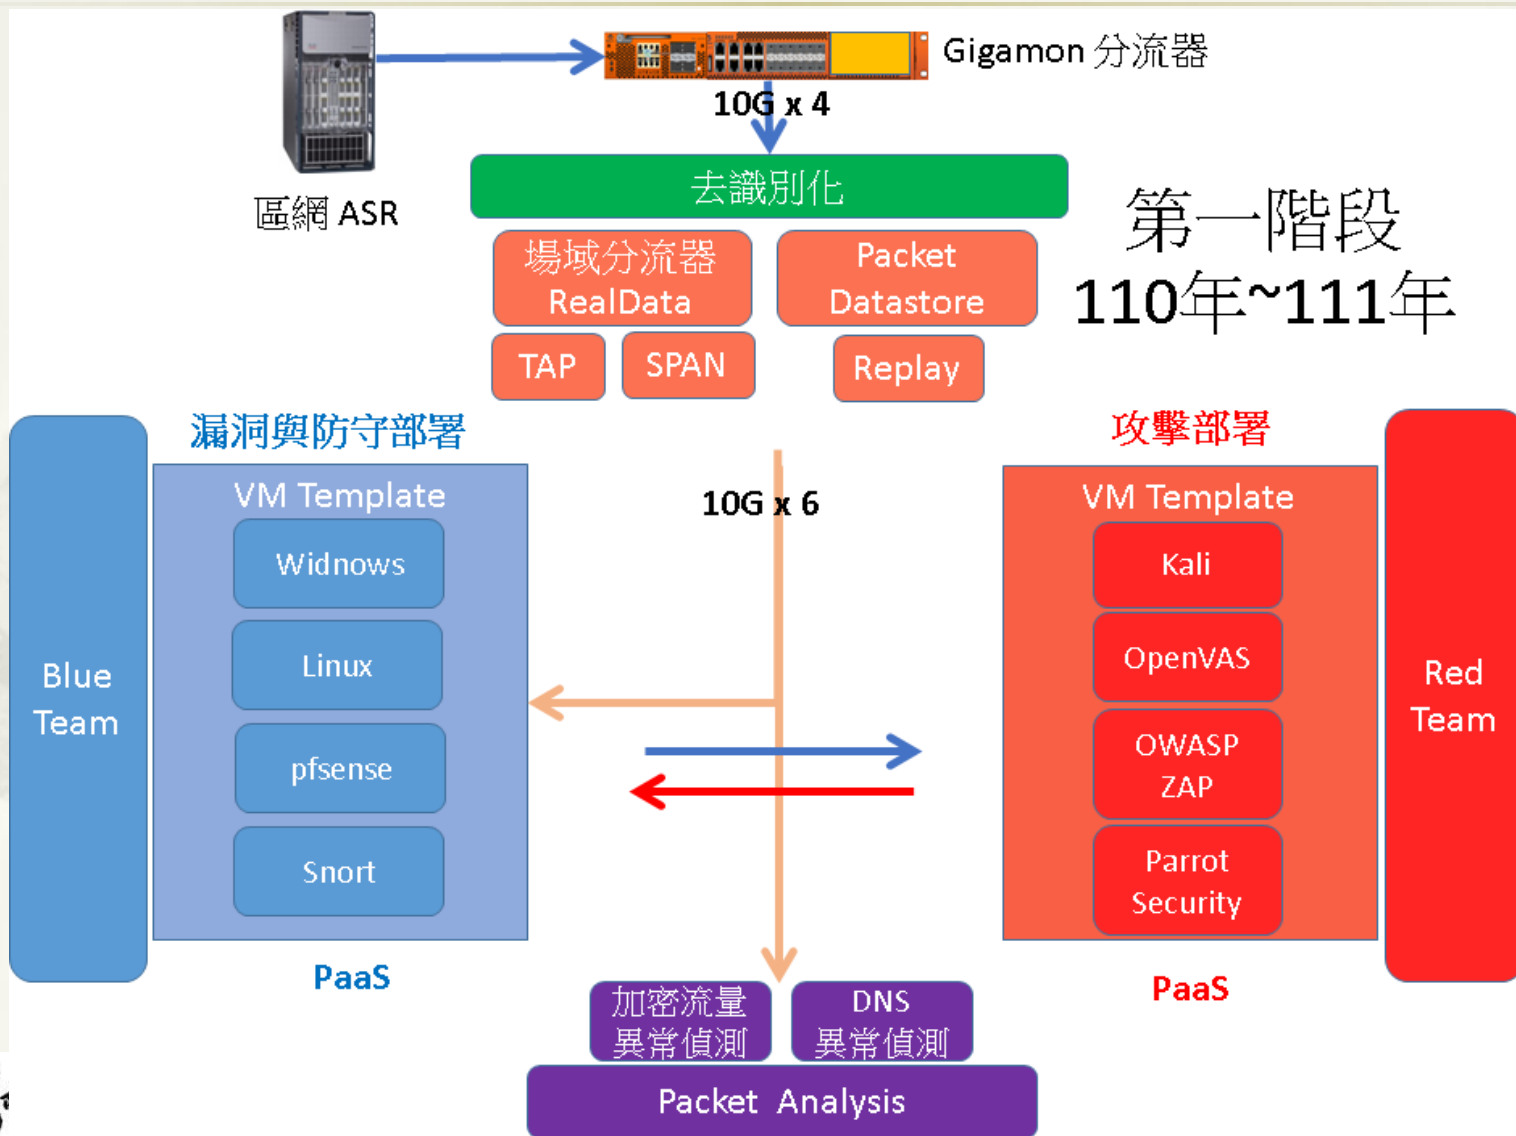 Gigamon 分流器
10G x 4
區網 ASR
去識別化
第一階段
110年~111年
場域分流器
RealData
Packet
Datastore
TAP
SPAN
Replay
漏洞與防守部署
攻擊部署
10G x 6
Blue
Team
VM Template
Widnows
Linux
pfsense
Snort
PaaS
VM Template
Kali
OpenVAS
OWASP
ZAP
Parrot
Security
PaaS
Red
Team
加密流量
異常偵測
DNS
異常偵測
Packet Analysis